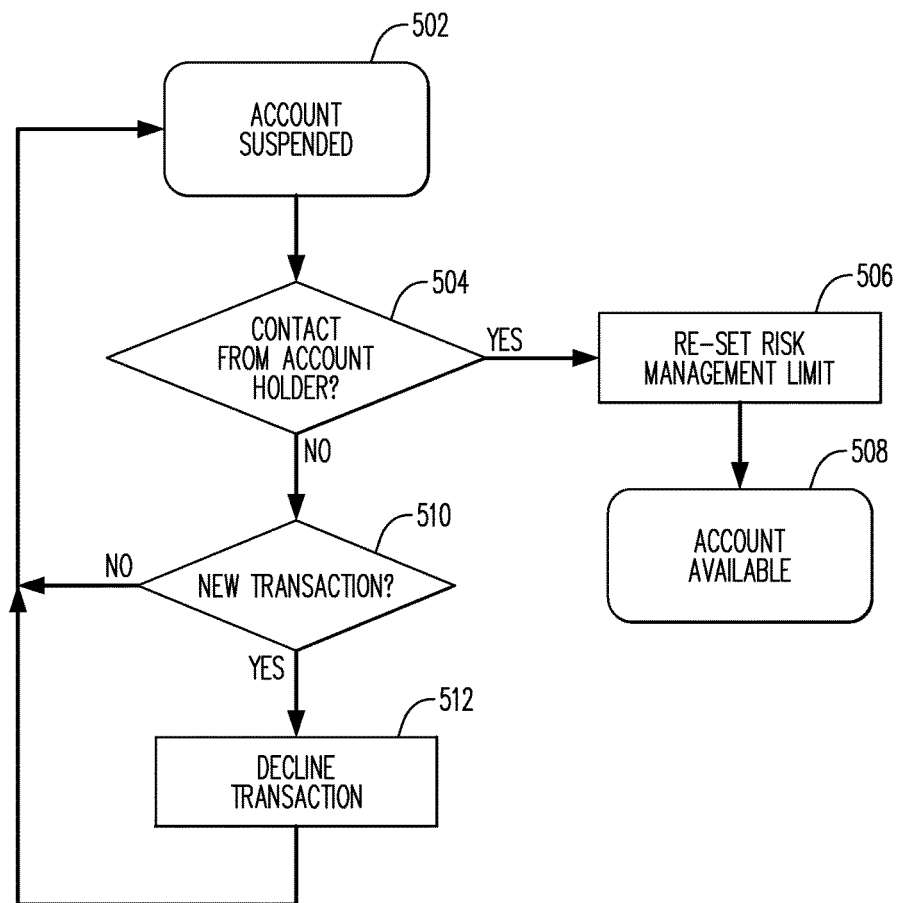 502
ACCOUNT
SUSPENDED
504
CONTACT
FROM ACCOUNT
HOLDER?
YES
506
RE-SET RISK
MANAGEMENT LIMIT
NO
508
ACCOUNT
AVAILABLE
510
NEW TRANSACTION?
NO
YES
512
DECLINE
TRANSACTION